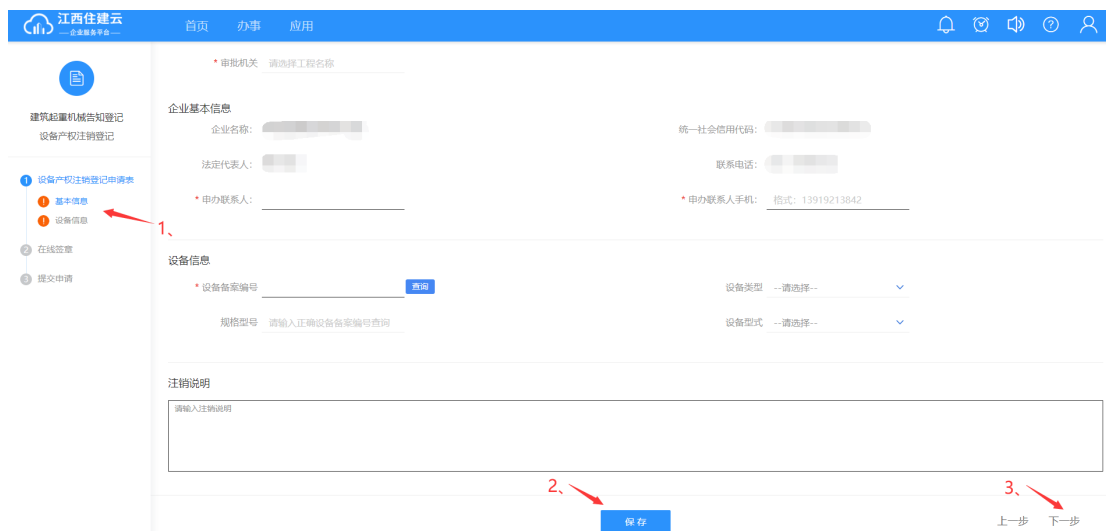 江西住建云
企业服务平台
首页 办事 应用
建筑起重机械告知登记
设备产权注销登记
1 设备产权注销登记申请表
! 基本信息
! 设备信息
1、
2 在线签章
3 提交申请
* 审批机关 请选择工程名称
企业基本信息
企业名称: 统一社会信用代码:
法定代表人: 联系电话:
* 申办联系人: * 申办联系人手机: 格式: 13919213842
设备信息
* 设备备案编号 查询 设备类型 --请选择--
规格型号 请输入正确设备备案编号查询 设备型式 --请选择--
注销说明
请输入注销说明
2、 3、
保存 上一步 下一步